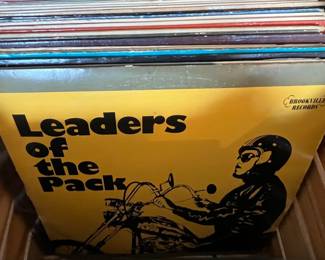 Leaders
of
the
Pack
BROOKVILLE
RECORDS